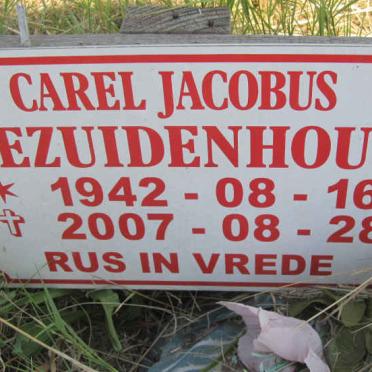 CAREL JACOBUS
EZUIDENHOU
1942 - 08 - 16
2007 - 08 - 28
RUS IN VREDE